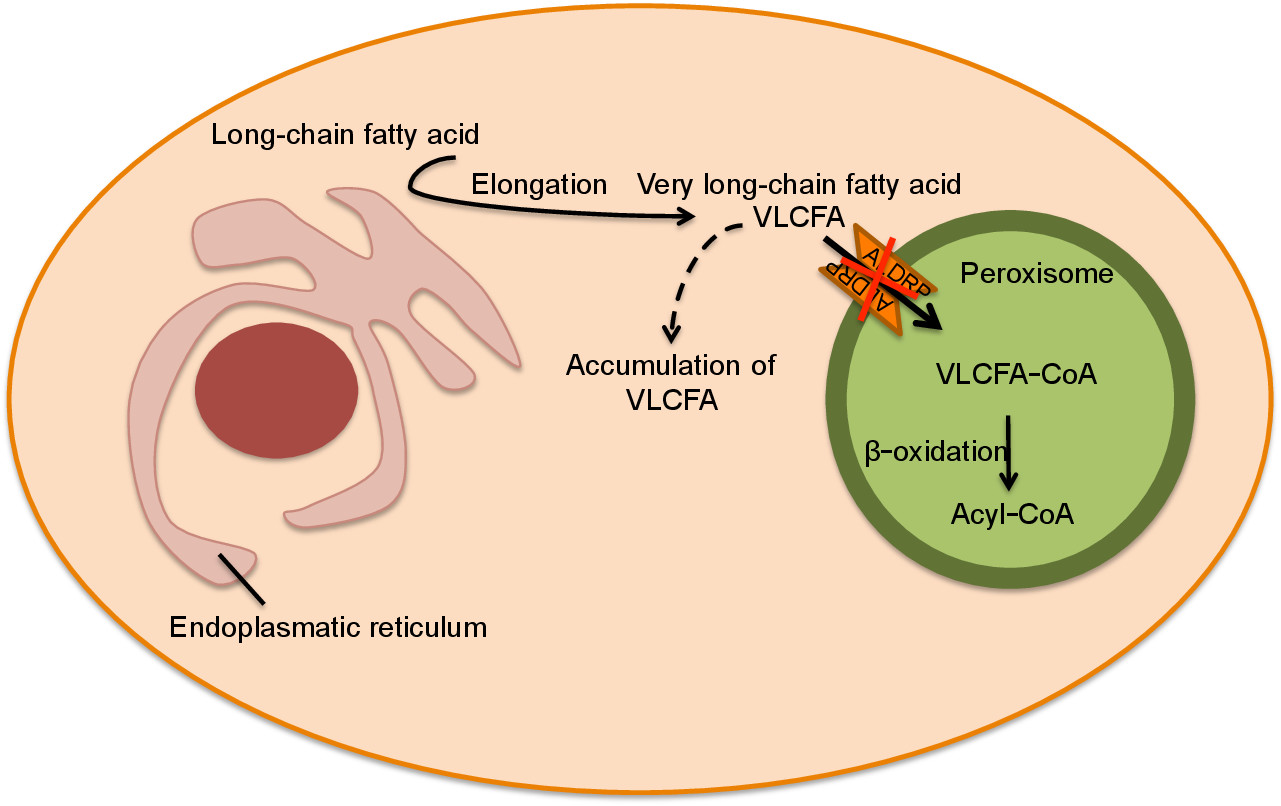 Long-chain fatty acid
Elongation
Very long-chain fatty acid
VLCFA
ALDRP
ALDRP
Peroxisome
Accumulation of
VLCFA
VLCFA–CoA
β–oxidation
Acyl–CoA
Endoplasmatic reticulum